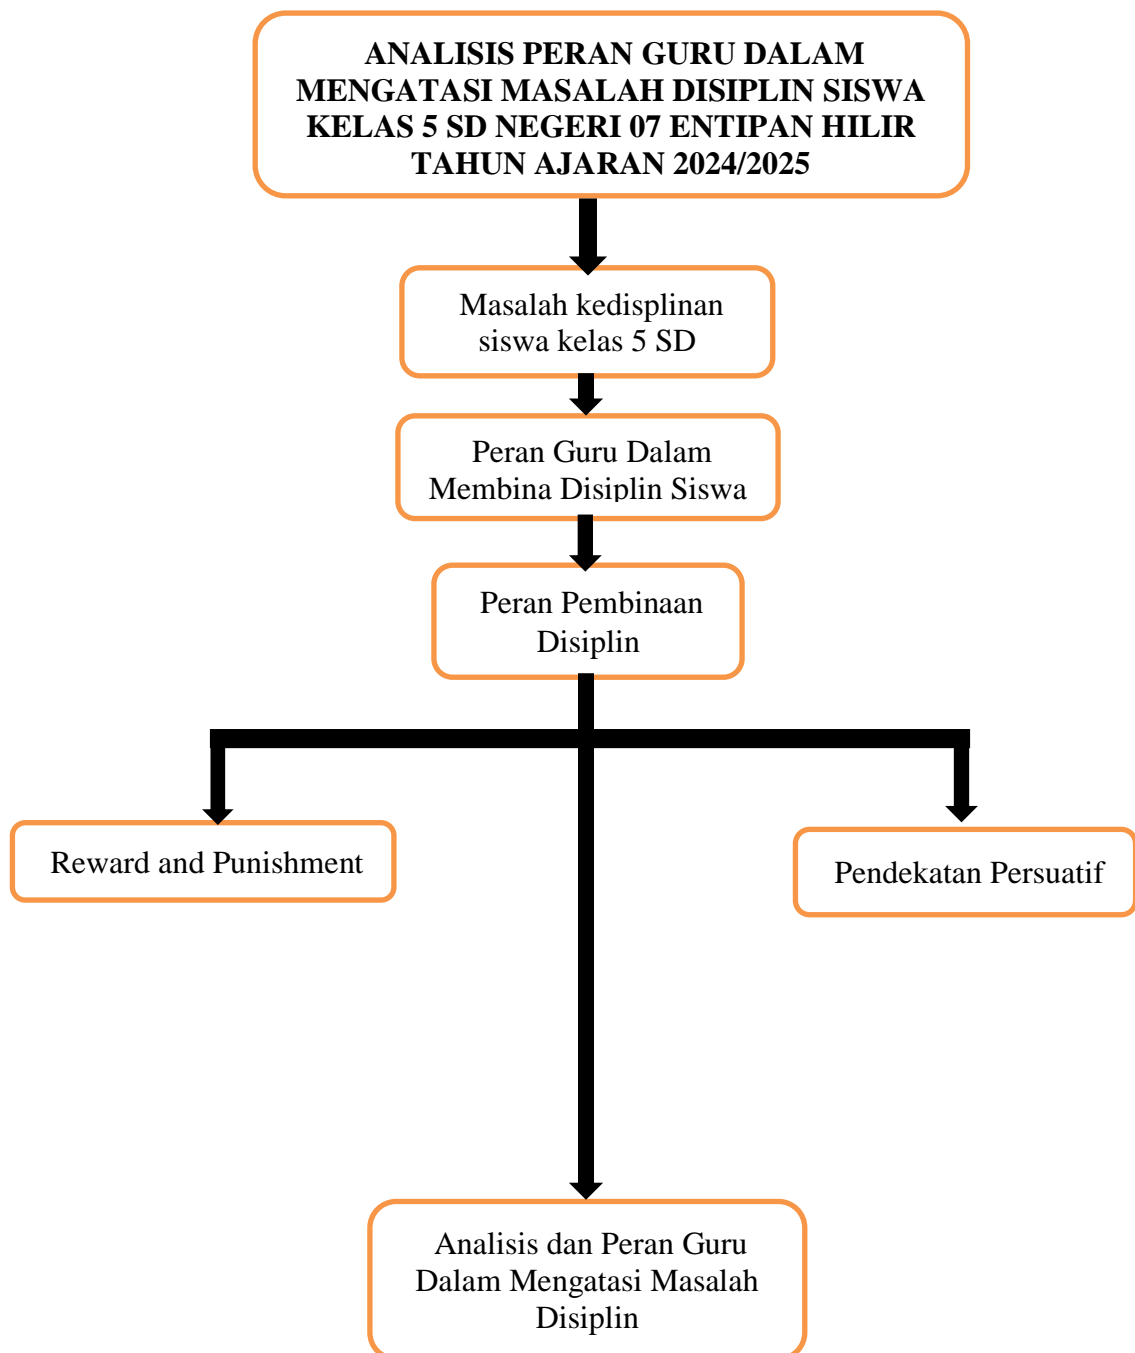 ANALISIS PERAN GURU DALAM
MENGATASI MASALAH DISIPLIN SISWA
KELAS 5 SD NEGERI 07 ENTIPAN HILIR
TAHUN AJARAN 2024/2025
Masalah kedisplinan
siswa kelas 5 SD
Peran Guru Dalam
Membina Disiplin Siswa
Peran Pembinaan
Disiplin
Reward and Punishment
Pendekatan Persuatif
Analisis dan Peran Guru
Dalam Mengatasi Masalah
Disiplin